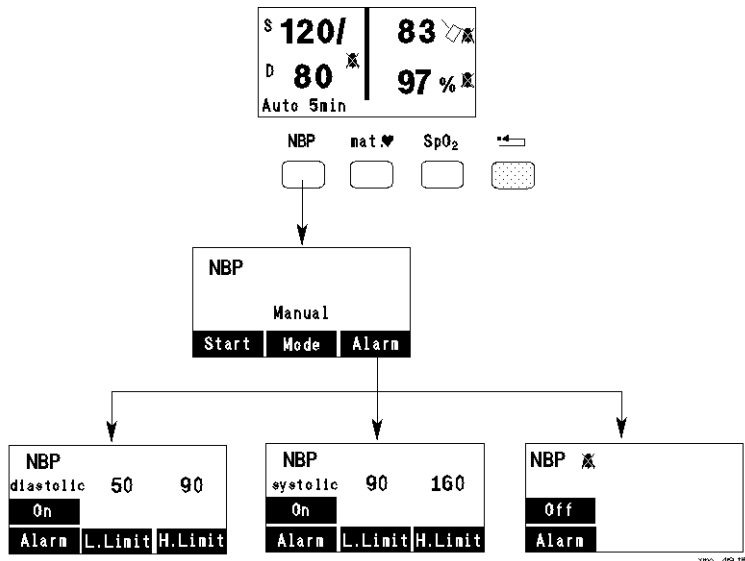 S 120/ 83
D 80 97 %
Auto 5min
NBP mat.♥ SpO₂
NBP
Manual
Start Mode Alarm
NBP
diastolic 50 90
On
Alarm L.Limit H.Limit
NBP
systolic 90 160
On
Alarm L.Limit H.Limit
NBP
Off
Alarm